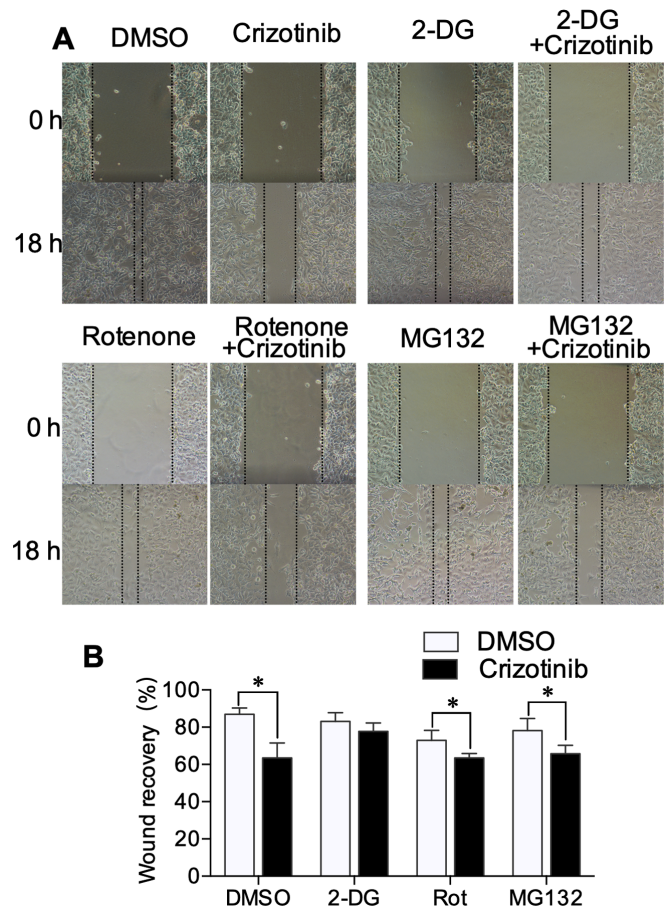 A
DMSO
Crizotinib
2-DG
2-DG
+Crizotinib
0 h
18 h
Rotenone
Rotenone
+Crizotinib
MG132
MG132
+Crizotinib
0 h
18 h
B
DMSO
Crizotinib
Wound recovery (%)
100
80
60
40
20
0
*
*
*
DMSO
2-DG
Rot
MG132